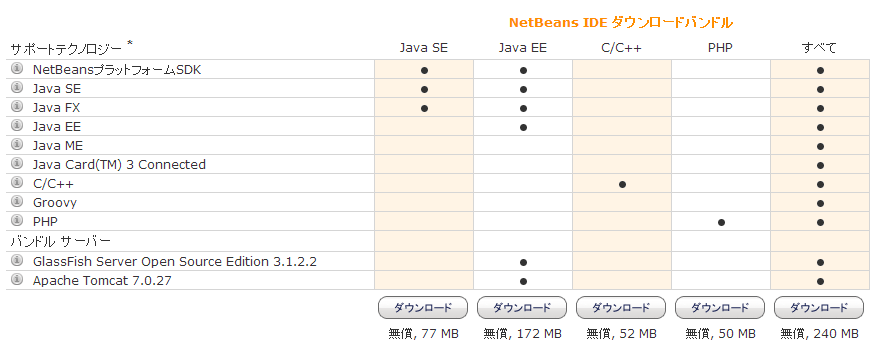 NetBeans IDE ダウンロードバンドル
サポートテクノロジー * Java SE Java EE C/C++ PHP すべて
NetBeansプラットフォームSDK ● ● ●
Java SE ● ● ●
Java FX ● ● ●
Java EE ● ●
Java ME ●
Java Card(TM) 3 Connected ●
C/C++ ● ●
Groovy ●
PHP ● ●
バンドル サーバー
GlassFish Server Open Source Edition 3.1.2.2 ● ●
Apache Tomcat 7.0.27 ● ●
ダウンロード ダウンロード ダウンロード ダウンロード ダウンロード
無償, 77 MB 無償, 172 MB 無償, 52 MB 無償, 50 MB 無償, 240 MB